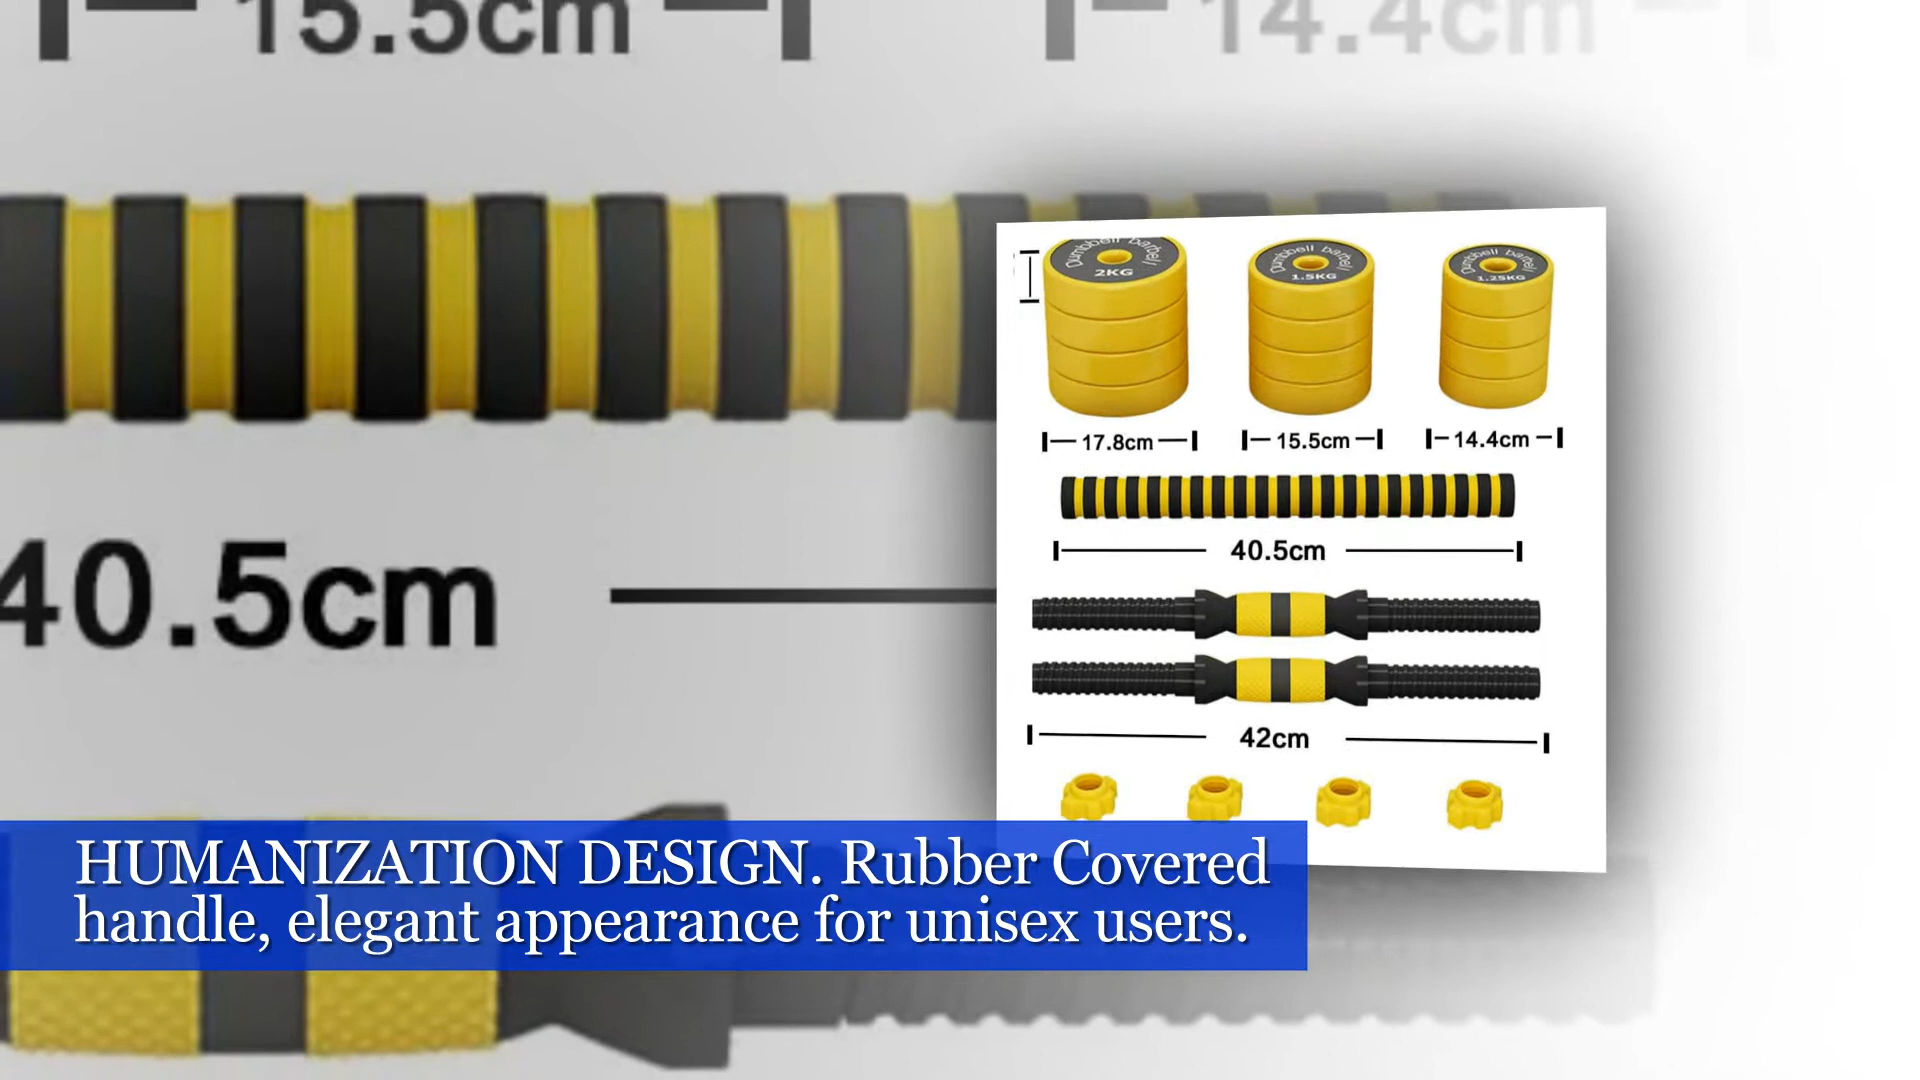 15.5cm
14.4cm
Dumbbell barbell
2KG
Dumbbell barbell
1.5KG
Dumbbell barbell
1.25KG
17.8cm
15.5cm
14.4cm
40.5cm
40.5cm
42cm
HUMANIZATION DESIGN. Rubber Covered
handle, elegant appearance for unisex users.